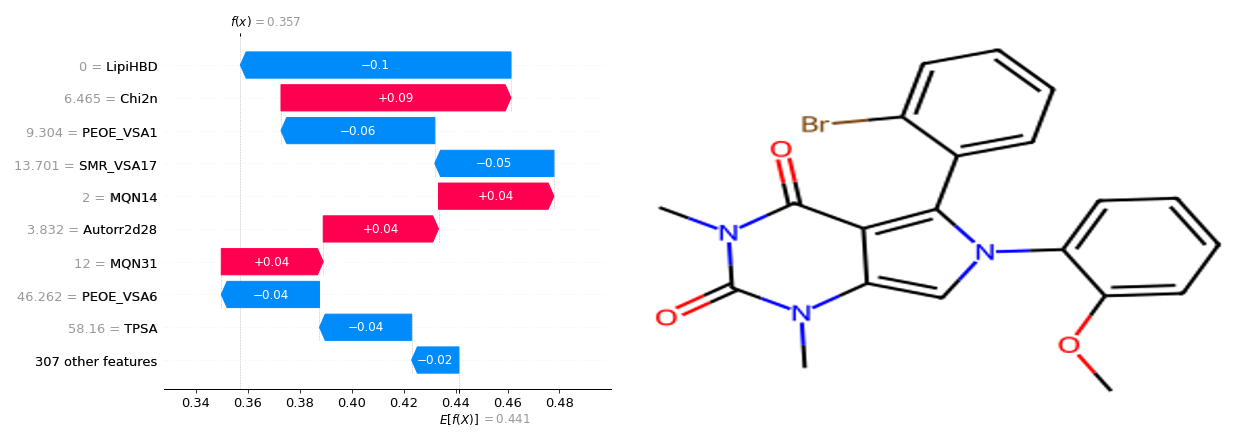 f(x) = 0.357
0 = LipiHBD
−0.1
6.465 = Chi2n
+0.09
9.304 = PEOE_VSA1
−0.06
13.701 = SMR_VSA17
−0.05
2 = MQN14
+0.04
3.832 = Autorr2d28
+0.04
12 = MQN31
+0.04
46.262 = PEOE_VSA6
−0.04
58.16 = TPSA
−0.04
307 other features
−0.02
0.34 0.36 0.38 0.40 0.42 0.44 0.46 0.48
E[f(X)] = 0.441
Br
O
N
N
O
N
O